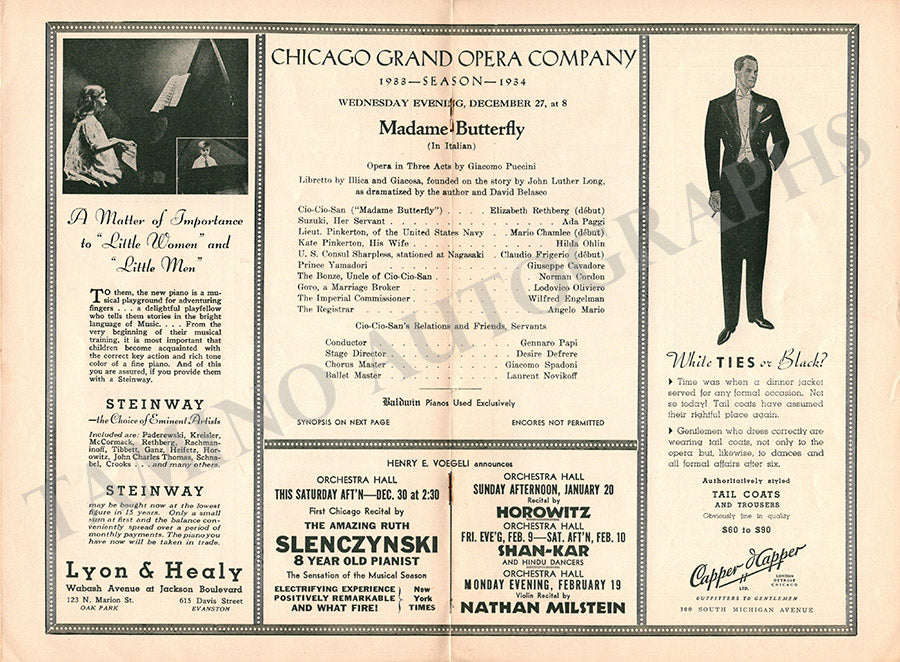 A Matter of Importance
to "Little Women" and
"Little Men"
TO them, the new piano is a mu-
sical playground for adventuring
fingers . . . a delightful playfellow
who tells them stories in the bright
language of Music. . . . From the
very beginning of their musical
training, it is most important that
children become acquainted with
the correct key action and rich tone
color of a fine piano. And of this
you are assured, if you provide them
with a Steinway.
STEINWAY
—the Choice of Eminent Artists
Included are: Paderewski, Kreisler,
McCormack, Rethberg, Rachman-
inoff, Tibbett, Ganz, Heifetz, Hor-
owitz, John Charles Thomas, Schna-
bel, Crooks . . . and many others.
STEINWAY
may be bought now at the lowest
figure in 15 years. Only a small
sum at first and the balance con-
veniently spread over a period of
monthly payments. The piano you
have now will be taken in trade.
Lyon & Healy
Wabash Avenue at Jackson Boulevard
123 N. Marion St. 615 Davis Street
OAK PARK EVANSTON
CHICAGO GRAND OPERA COMPANY
1933—SEASON—1934
WEDNESDAY EVENING, DECEMBER 27, at 8
Madame Butterfly
(In Italian)
Opera in Three Acts by Giacomo Puccini
Libretto by Illica and Giacosa, founded on the story by John Luther Long,
as dramatized by the author and David Belasco
Cio-Cio-San ("Madame Butterfly") . . . . Elizabeth Rethberg (début)
Suzuki, Her Servant . . . . Ada Paggi
Lieut. Pinkerton, of the United States Navy . . Mario Chamlee (début)
Kate Pinkerton, His Wife . . . . Hilda Ohlin
U. S. Consul Sharpless, stationed at Nagasaki . Claudio Frigerio (début)
Prince Yamadori . . . . Giuseppe Cavadore
The Bonze, Uncle of Cio-Cio-San . . . . Norman Cordon
Goro, a Marriage Broker . . . . Lodovico Oliviero
The Imperial Commissioner . . . . Wilfred Engelman
The Registrar . . . . Angelo Mario
Cio-Cio-San's Relations and Friends, Servants
Conductor . . . . Gennaro Papi
Stage Director . . . . Desire Defrere
Chorus Master . . . . Giacomo Spadoni
Ballet Master . . . . Laurent Novikoff
Baldwin Pianos Used Exclusively
SYNOPSIS ON NEXT PAGE ENCORES NOT PERMITTED
HENRY E. VOEGELI announces
ORCHESTRA HALL
THIS SATURDAY AFT'N—DEC. 30 at 2:30
First Chicago Recital by
THE AMAZING RUTH
SLENCZYNSKI
8 YEAR OLD PIANIST
The Sensation of the Musical Season
ELECTRIFYING EXPERIENCE
POSITIVELY REMARKABLE
AND WHAT FIRE!
New
York
TIMES
ORCHESTRA HALL
SUNDAY AFTERNOON, JANUARY 20
Recital by
HOROWITZ
ORCHESTRA HALL
FRI. EVE'G, FEB. 9—SAT. AFT'N, FEB. 10
SHAN-KAR
AND HINDU DANCERS
ORCHESTRA HALL
MONDAY EVENING, FEBRUARY 19
Violin Recital by
NATHAN MILSTEIN
White TIES or Black?
Time was when a dinner jacket
served for any formal occasion. Not
so today! Tail coats have assumed
their rightful place again.
Gentlemen who dress correctly are
wearing tail coats, not only to the
opera but, likewise, to dances and
all formal affairs after six.
Authoritatively styled
TAIL COATS
AND TROUSERS
Obviously fine in quality
$60 to $90
Capper & Capper
LTD.
LONDON
DETROIT
CHICAGO
OUTFITTERS TO GENTLEMEN
300 SOUTH MICHIGAN AVENUE
TAMINO AUTOGRAPHS